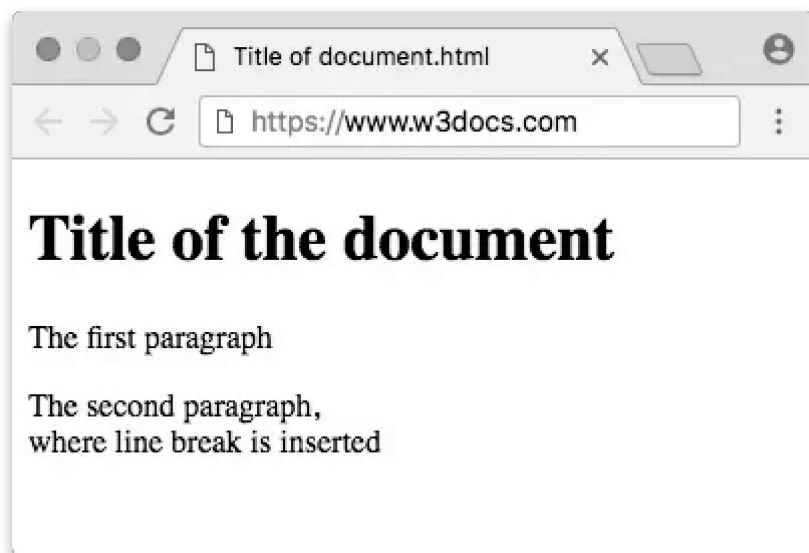 Title of document.html
https://www.w3docs.com
Title of the document
The first paragraph
The second paragraph,
where line break is inserted